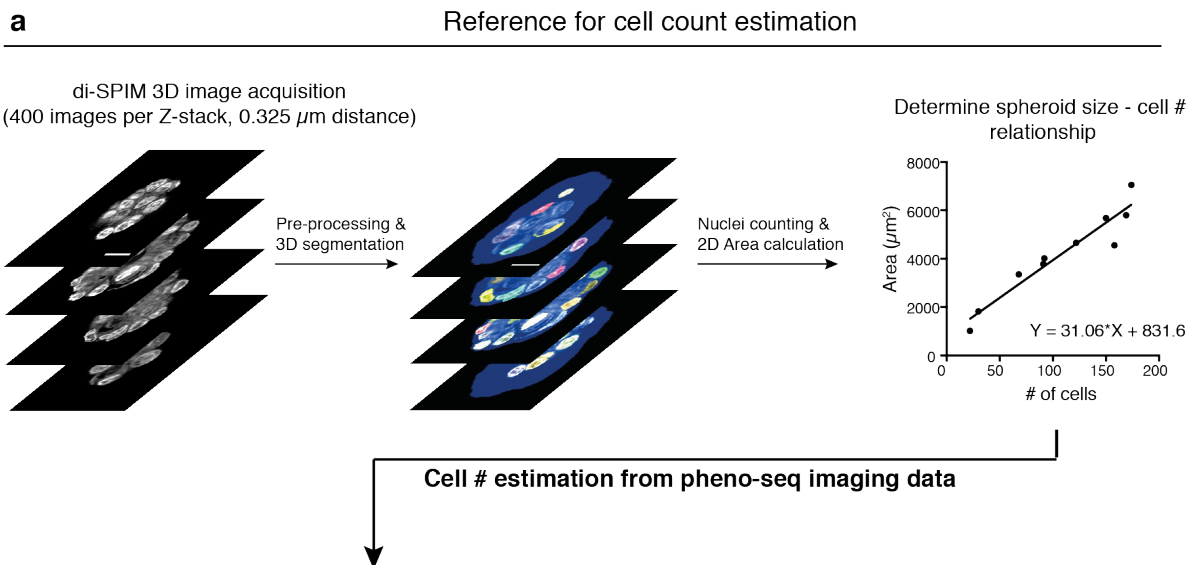 a
Reference for cell count estimation
di-SPIM 3D image acquisition
(400 images per Z-stack, 0.325 µm distance)
Pre-processing &
3D segmentation
Nuclei counting &
2D Area calculation
Determine spheroid size - cell #
relationship
Area (µm²)
8000
6000
4000
2000
0
Y = 31.06*X + 831.6
0 50 100 150 200
# of cells
Cell # estimation from pheno-seq imaging data